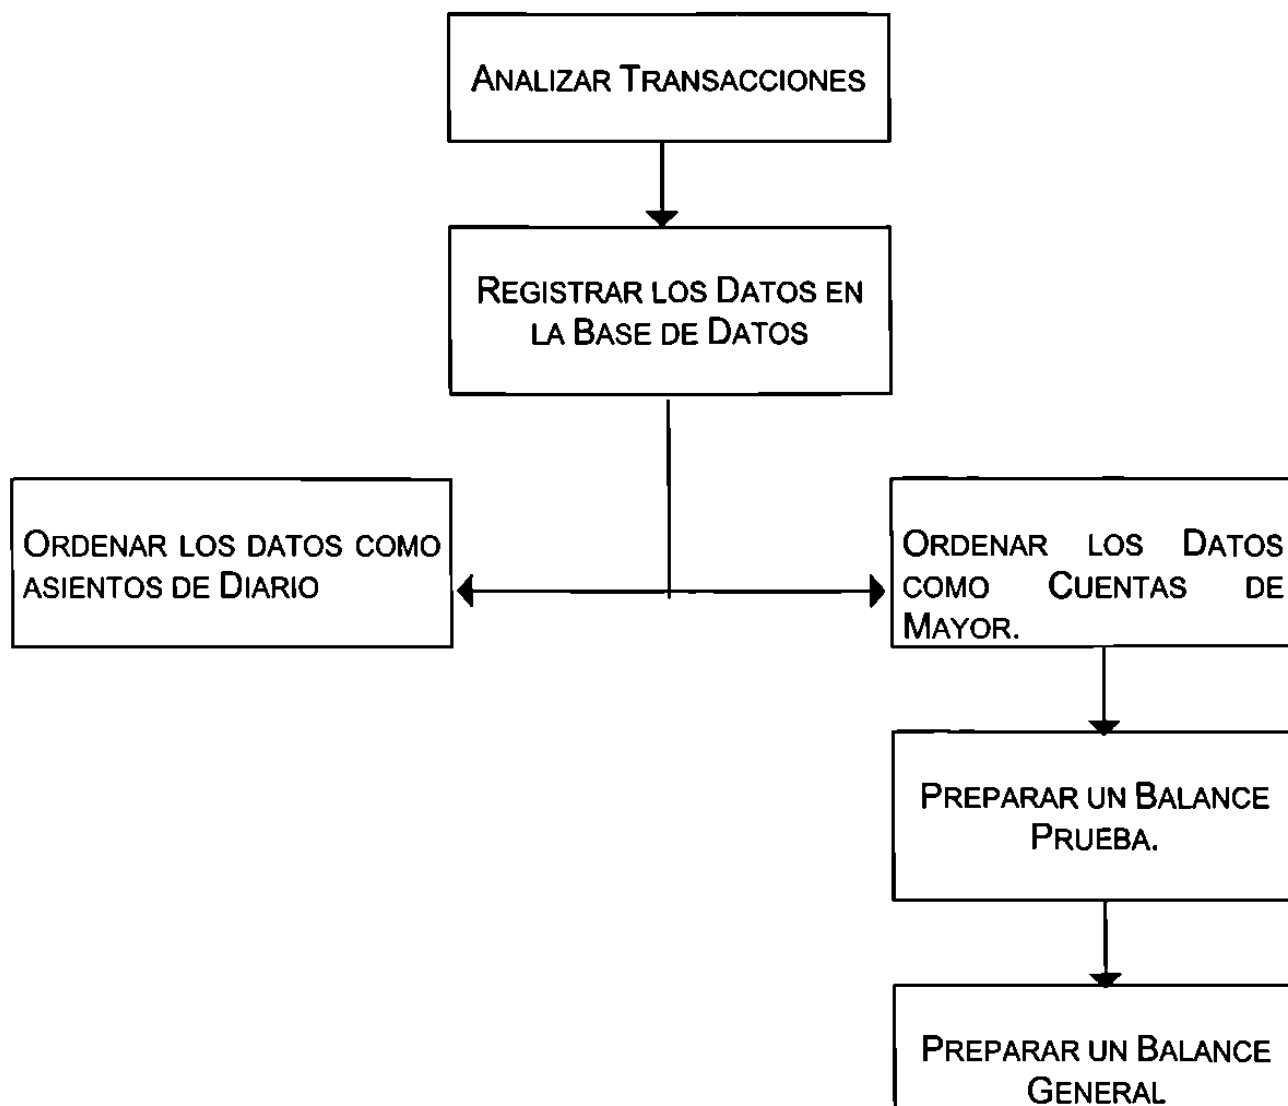 ANALIZAR TRANSACCIONES
REGISTRAR LOS DATOS EN
LA BASE DE DATOS
ORDENAR LOS DATOS COMO
ASIENTOS DE DIARIO
ORDENAR LOS DATOS
COMO CUENTAS DE
MAYOR.
PREPARAR UN BALANCE
PRUEBA.
PREPARAR UN BALANCE
GENERAL